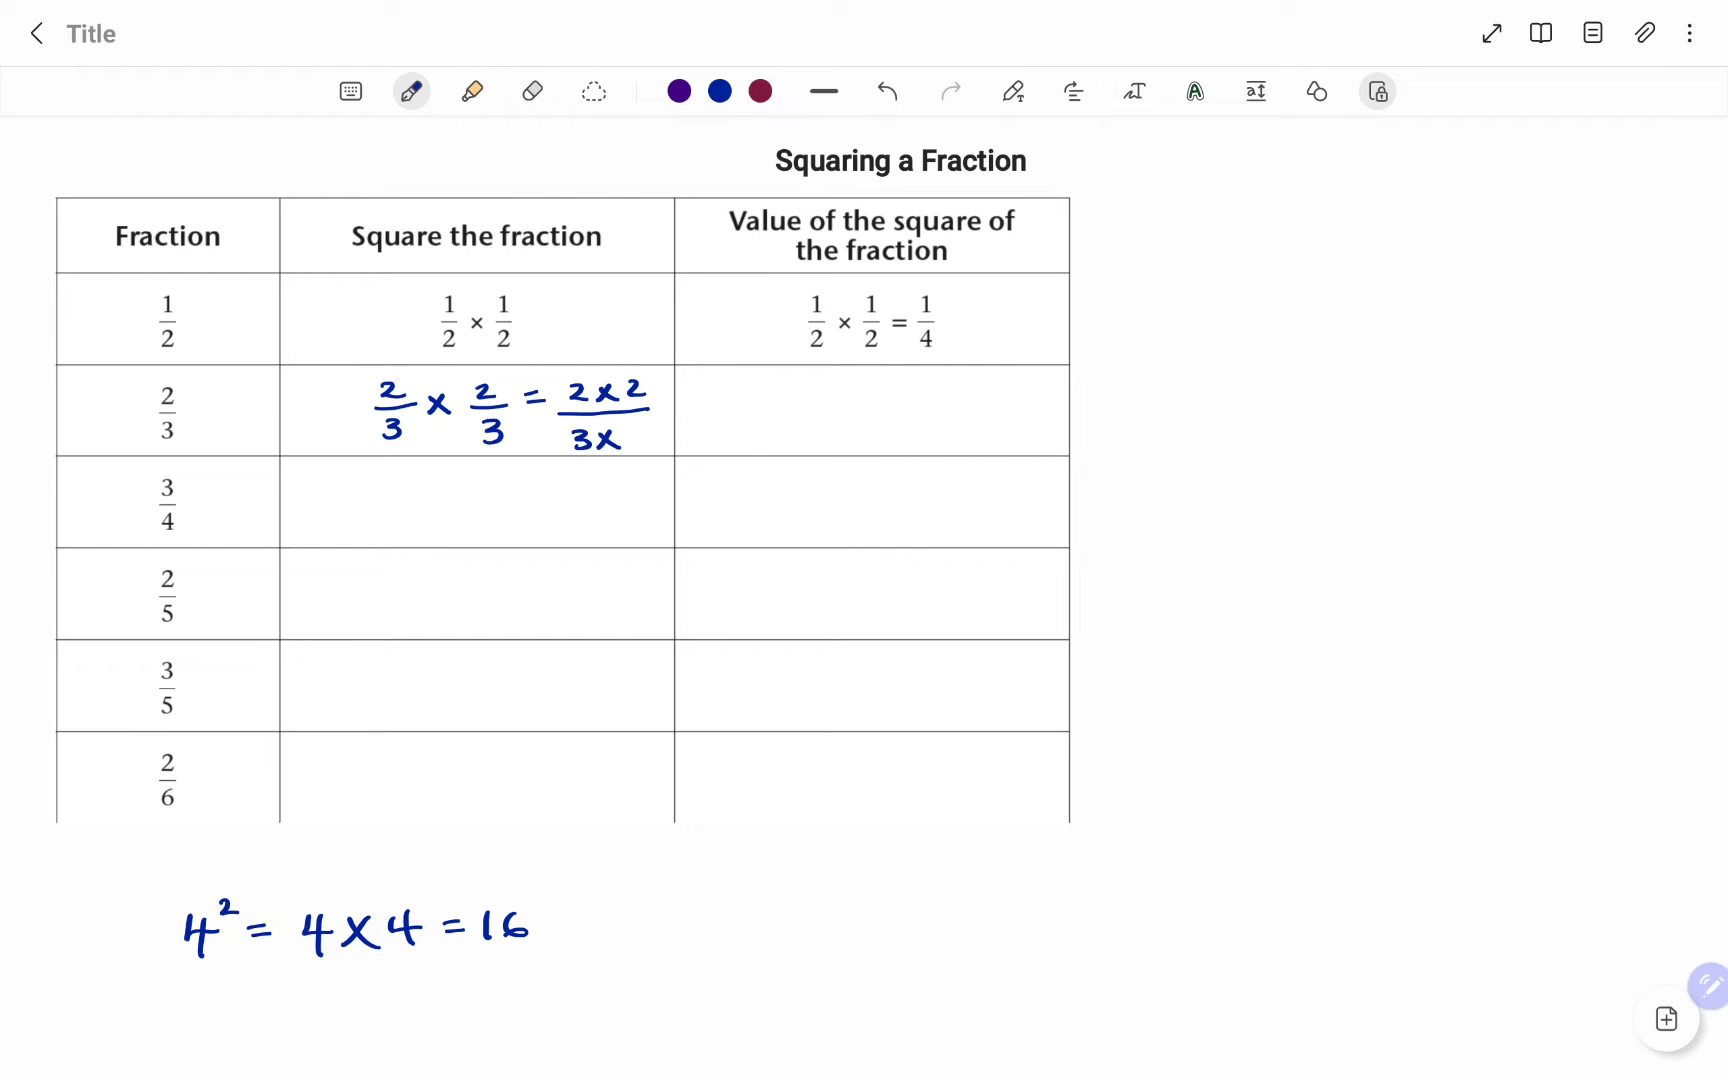 Title
Squaring a Fraction
Fraction	Square the fraction	Value of the square of the fraction
1/2	1/2 × 1/2	1/2 × 1/2 = 1/4
2/3	2/3 × 2/3 = 2×2/3×
3/4
2/5
3/5
2/6
4² = 4 × 4 = 16